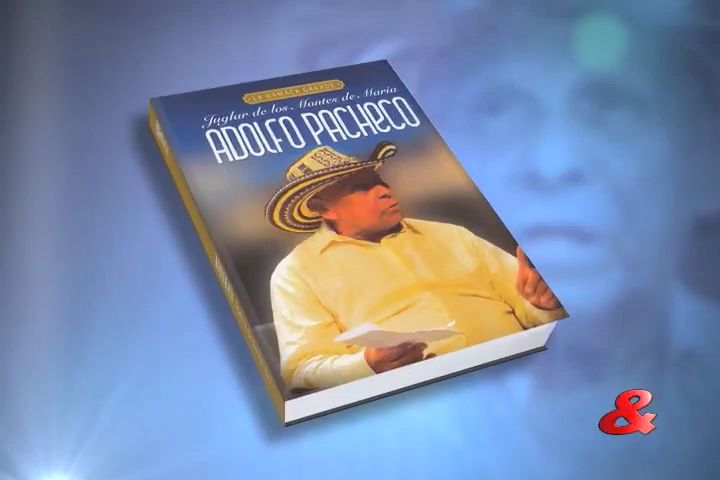 LA HAMACA GRANDE
Juglar de los Montes de María
ADOLFO PACHECO
&